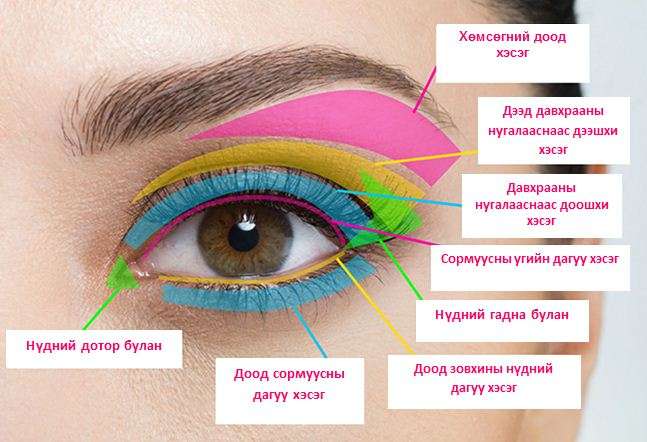 Хөмсөгний доод
хэсэг
Дээд давхрааны
нугалааснаас дээшхи
хэсэг
Давхрааны
нугалааснаас доошхи
хэсэг
Сормуусны угийн дагуу хэсэг
Нүдний гадна булан
Нүдний дотор булан
Доод зовхины нүдний
дагуу хэсэг
Доод сормуусны
дагуу хэсэг